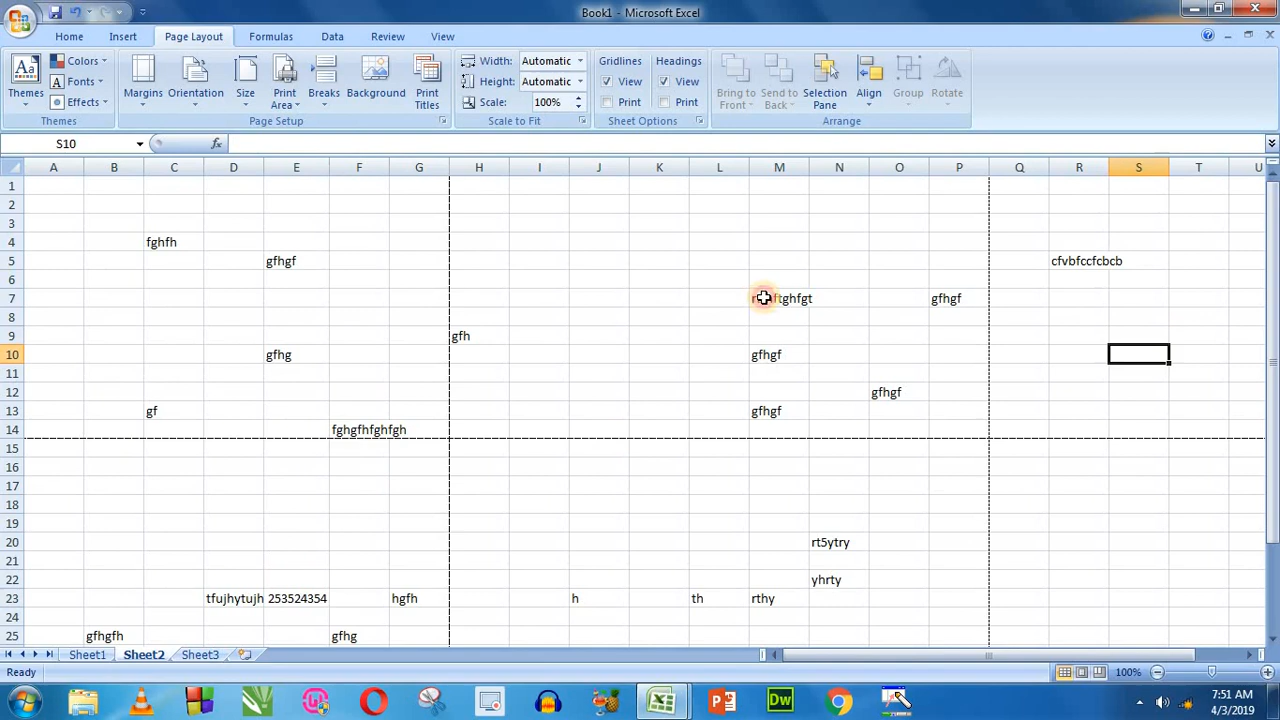 Book1 - Microsoft Excel
Home Insert Page Layout Formulas Data Review View
Themes
Colors
Fonts
Effects
Themes
Margins Orientation Size Print Area Breaks Background Print Titles
Page Setup
Width: Automatic
Height: Automatic
Scale: 100%
Scale to Fit
Gridlines Headings
View View
Print Print
Sheet Options
Bring to Front Send to Back Selection Pane Align Group Rotate
Arrange
S10 fx
A B C D E F G H I J K L M N O P Q R S T U
1
2
3
4 fghfh
5 gfhgf cfvbfccfcbcb
6
7 gfhgf
8
9 gfh
10 gfhg gfhgf
11
12 gfhgf
13 gf gfhgf
14 fghgfhfghfgh
15
16
17
18
19
20 rt5ytry
21
22 yhrty
23 tfujhytujh 253524354 hgfh h th rthy
24
25 gfhgfh gfhg
Sheet1 Sheet2 Sheet3
Ready 100%
Dw
7:51 AM
4/3/2019